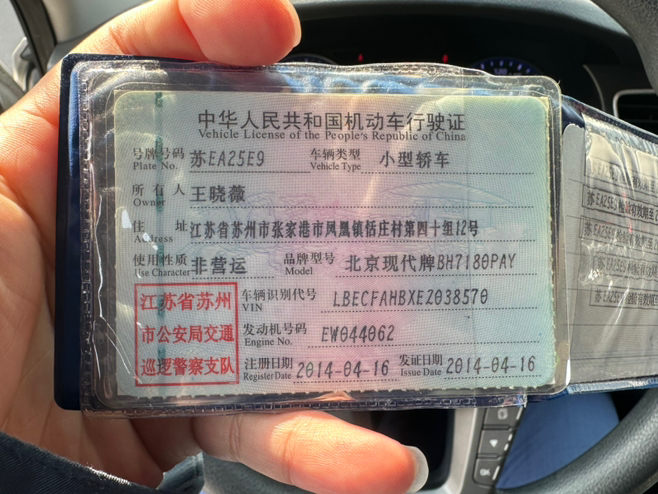 中华人民共和国机动车行驶证
Vehicle License of the People's Republic of China
号牌号码 苏EA25E9 车辆类型 小型轿车
Plate No. Vehicle Type
所有人 王晓薇
Owner
住址 江苏省苏州市张家港市凤凰镇恬庄村第四十组12号
Address
使用性质 非营运 品牌型号 北京现代牌BH7180PAY
Use Character Model
江苏省苏州 车辆识别代号 LBECFAHBXEZ038570
VIN
市公安局交通 发动机号码 EW044062
Engine No.
巡逻警察支队 注册日期 2014-04-16 发证日期 2014-04-16
Register Date Issue Date